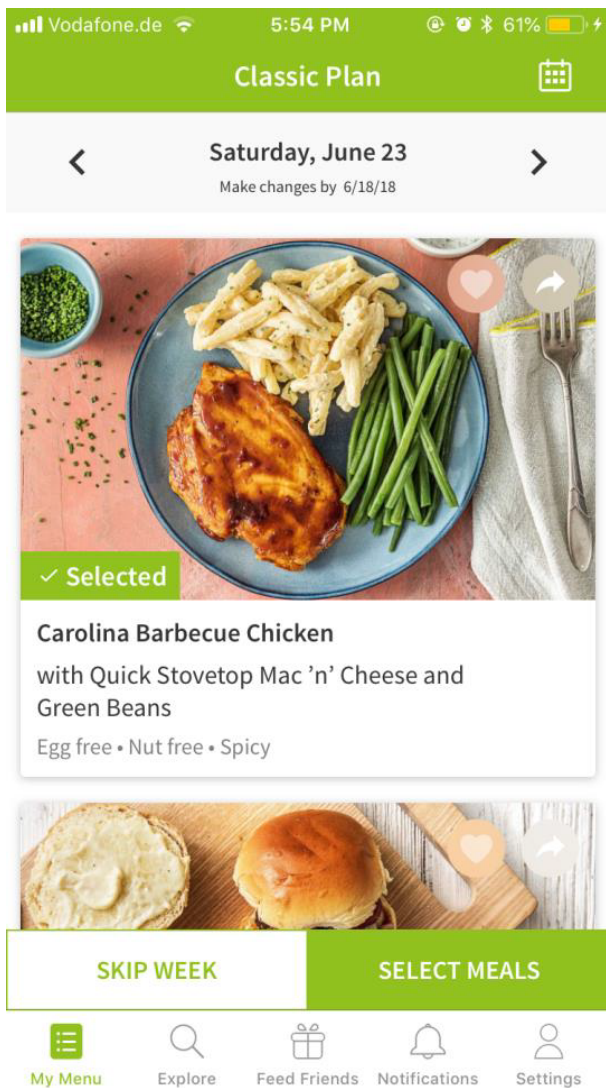 Vodafone.de 5:54 PM 61%
Classic Plan
Saturday, June 23
Make changes by 6/18/18
✓ Selected
Carolina Barbecue Chicken
with Quick Stovetop Mac ’n’ Cheese and
Green Beans
Egg free • Nut free • Spicy
SKIP WEEK SELECT MEALS
My Menu Explore Feed Friends Notifications Settings